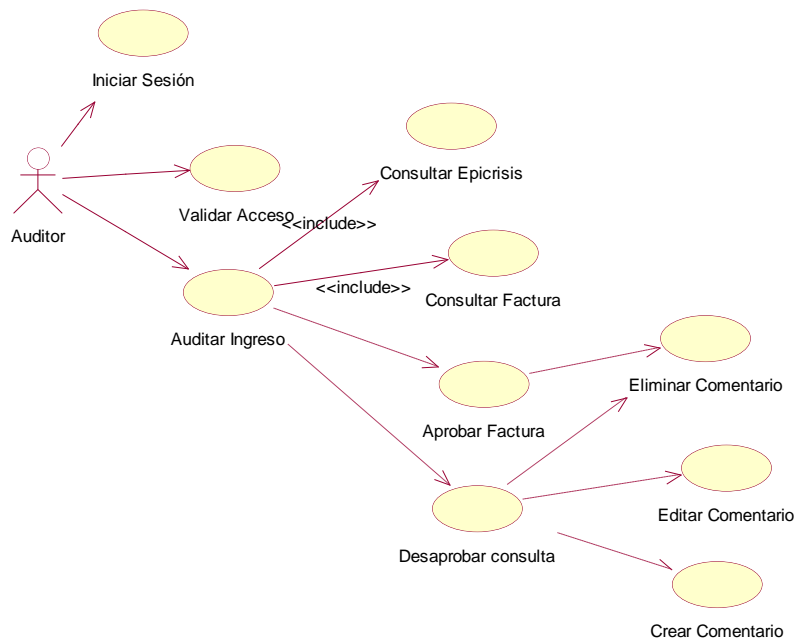 Iniciar Sesión
Consultar Epicrisis
Validar Acceso
<<include>>
Auditor
<<include>>
Consultar Factura
Auditar Ingreso
Eliminar Comentario
Aprobar Factura
Editar Comentario
Desaprobar consulta
Crear Comentario